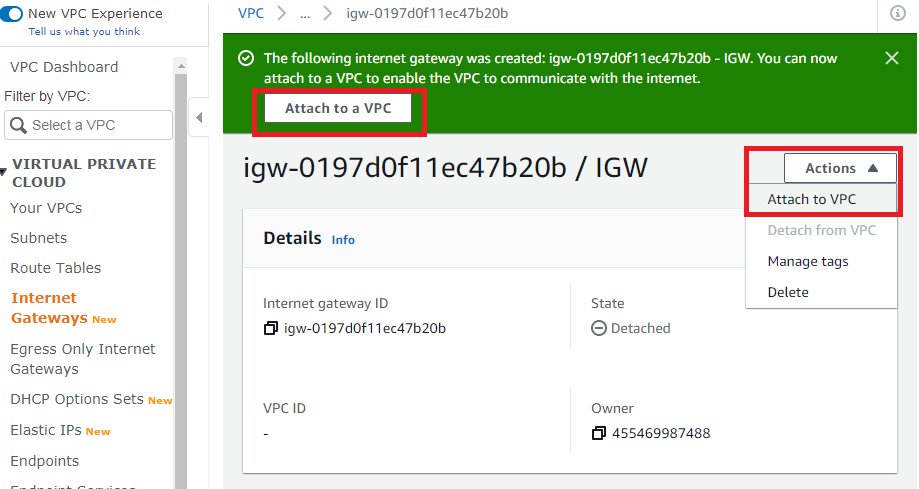 New VPC Experience
Tell us what you think
VPC Dashboard
Filter by VPC:
Select a VPC
VIRTUAL PRIVATE
CLOUD
Your VPCs
Subnets
Route Tables
Internet
Gateways New
Egress Only Internet
Gateways
DHCP Options Sets New
Elastic IPs New
Endpoints
Endpoint Services
VPC > ... > igw-0197d0f11ec47b20b
The following internet gateway was created: igw-0197d0f11ec47b20b - IGW. You can now
attach to a VPC to enable the VPC to communicate with the internet.
Attach to a VPC
igw-0197d0f11ec47b20b / IGW
Actions
Attach to VPC
Detach from VPC
Manage tags
Delete
Details Info
Internet gateway ID
igw-0197d0f11ec47b20b
State
Detached
VPC ID
-
Owner
455469987488